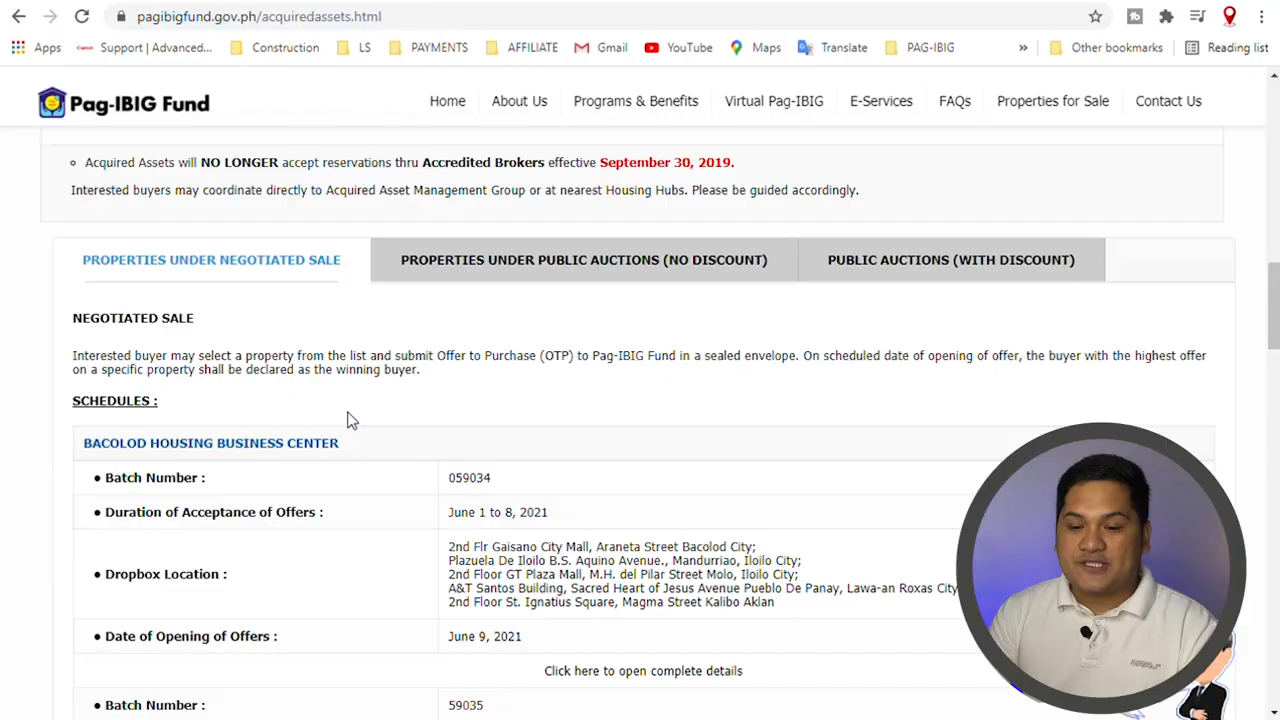 pagibigfund.gov.ph/acquiredassets.html
Apps Support | Advanced... Construction LS PAYMENTS AFFILIATE Gmail YouTube Maps Translate PAG-IBIG » Other bookmarks Reading list
Pag-IBIG Fund Home About Us Programs & Benefits Virtual Pag-IBIG E-Services FAQs Properties for Sale Contact Us
Acquired Assets will NO LONGER accept reservations thru Accredited Brokers effective September 30, 2019.
Interested buyers may coordinate directly to Acquired Asset Management Group or at nearest Housing Hubs. Please be guided accordingly.
PROPERTIES UNDER NEGOTIATED SALE PROPERTIES UNDER PUBLIC AUCTIONS (NO DISCOUNT) PUBLIC AUCTIONS (WITH DISCOUNT)
NEGOTIATED SALE
Interested buyer may select a property from the list and submit Offer to Purchase (OTP) to Pag-IBIG Fund in a sealed envelope. On scheduled date of opening of offer, the buyer with the highest offer
on a specific property shall be declared as the winning buyer.
SCHEDULES :
BACOLOD HOUSING BUSINESS CENTER
● Batch Number : 059034
● Duration of Acceptance of Offers : June 1 to 8, 2021
2nd Flr Gaisano City Mall, Araneta Street Bacolod City;
Plazuela De Iloilo B.S. Aquino Avenue., Mandurriao, Iloilo City;
● Dropbox Location : 2nd Floor GT Plaza Mall, M.H. del Pilar Street Molo, Iloilo City;
A&T Santos Building, Sacred Heart of Jesus Avenue Pueblo De Panay, Lawa-an Roxas City
2nd Floor St. Ignatius Square, Magma Street Kalibo Aklan
● Date of Opening of Offers : June 9, 2021
Click here to open complete details
● Batch Number : 59035